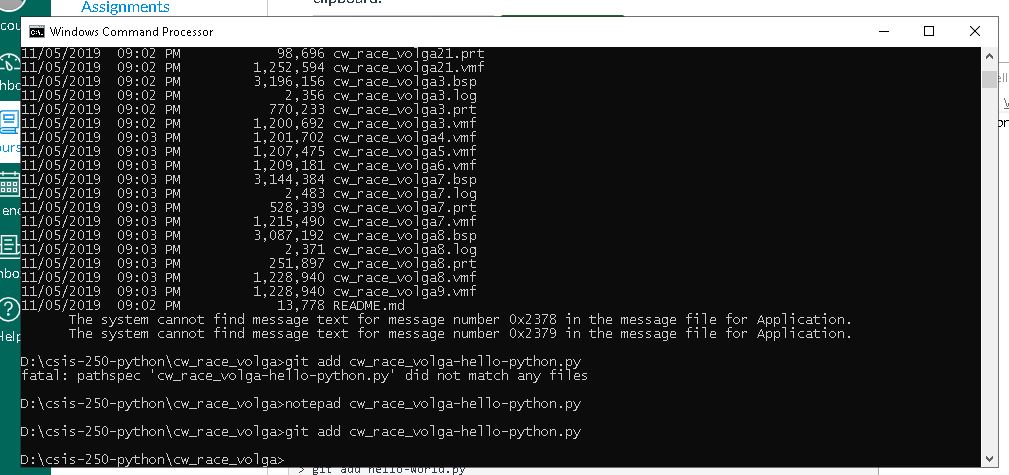 Assignments
clipboard.
Windows Command Processor
11/05/2019 09:02 PM 98,696 cw_race_volga21.prt
11/05/2019 09:02 PM 1,252,594 cw_race_volga21.vmf
11/05/2019 09:02 PM 3,196,156 cw_race_volga3.bsp
11/05/2019 09:02 PM 2,356 cw_race_volga3.log
11/05/2019 09:02 PM 770,233 cw_race_volga3.prt
11/05/2019 09:02 PM 1,200,692 cw_race_volga3.vmf
11/05/2019 09:03 PM 1,201,702 cw_race_volga4.vmf
11/05/2019 09:03 PM 1,207,475 cw_race_volga5.vmf
11/05/2019 09:03 PM 1,209,181 cw_race_volga6.vmf
11/05/2019 09:03 PM 3,144,384 cw_race_volga7.bsp
11/05/2019 09:03 PM 2,483 cw_race_volga7.log
11/05/2019 09:03 PM 528,339 cw_race_volga7.prt
11/05/2019 09:03 PM 1,215,490 cw_race_volga7.vmf
11/05/2019 09:03 PM 3,087,192 cw_race_volga8.bsp
11/05/2019 09:03 PM 2,371 cw_race_volga8.log
11/05/2019 09:03 PM 251,897 cw_race_volga8.prt
11/05/2019 09:03 PM 1,228,940 cw_race_volga8.vmf
11/05/2019 09:03 PM 1,228,940 cw_race_volga9.vmf
11/05/2019 09:02 PM 13,778 README.md
The system cannot find message text for message number 0x2378 in the message file for Application.
The system cannot find message text for message number 0x2379 in the message file for Application.
D:\csis-250-python\cw_race_volga>git add cw_race_volga-hello-python.py
fatal: pathspec 'cw_race_volga-hello-python.py' did not match any files
D:\csis-250-python\cw_race_volga>notepad cw_race_volga-hello-python.py
D:\csis-250-python\cw_race_volga>git add cw_race_volga-hello-python.py
D:\csis-250-python\cw_race_volga>
> git add hello-world.py